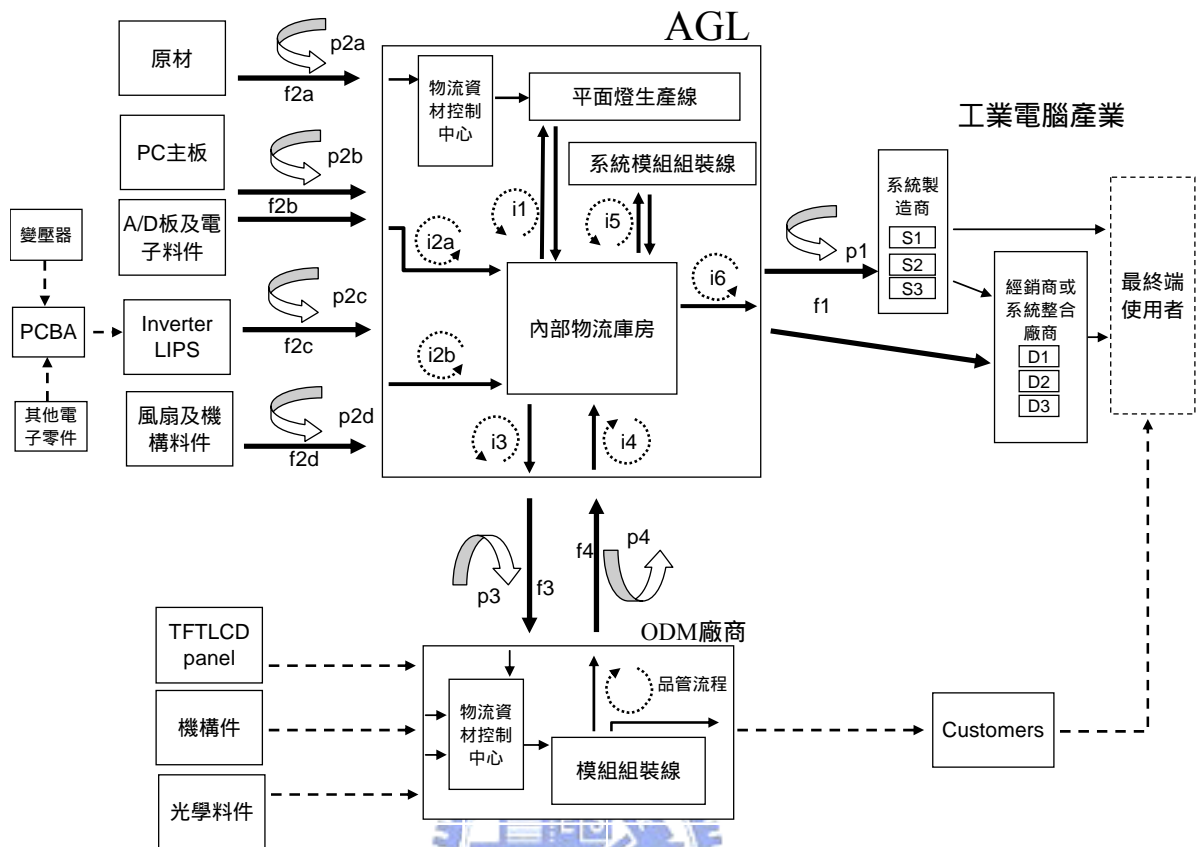 AGL
原材
p2a
f2a
物流資
材控制
中心
平面燈生產線
工業電腦產業
PC主板
p2b
f2b
系統模組組裝線
系統製
造商
S1
S2
S3
A/D板及電
子料件
變壓器
i1
i5
i2a
i6
p1
f1
經銷商或
系統整合
廠商
D1
D2
D3
最終端
使用者
PCBA
Inverter
LIPS
p2c
f2c
內部物流庫房
i2b
其他電
子零件
風扇及機
構料件
p2d
f2d
i3
i4
p3
f3
f4
p4
ODM廠商
TFTLCD
panel
機構件
光學料件
物流資
材控制
中心
品管流程
模組組裝線
Customers